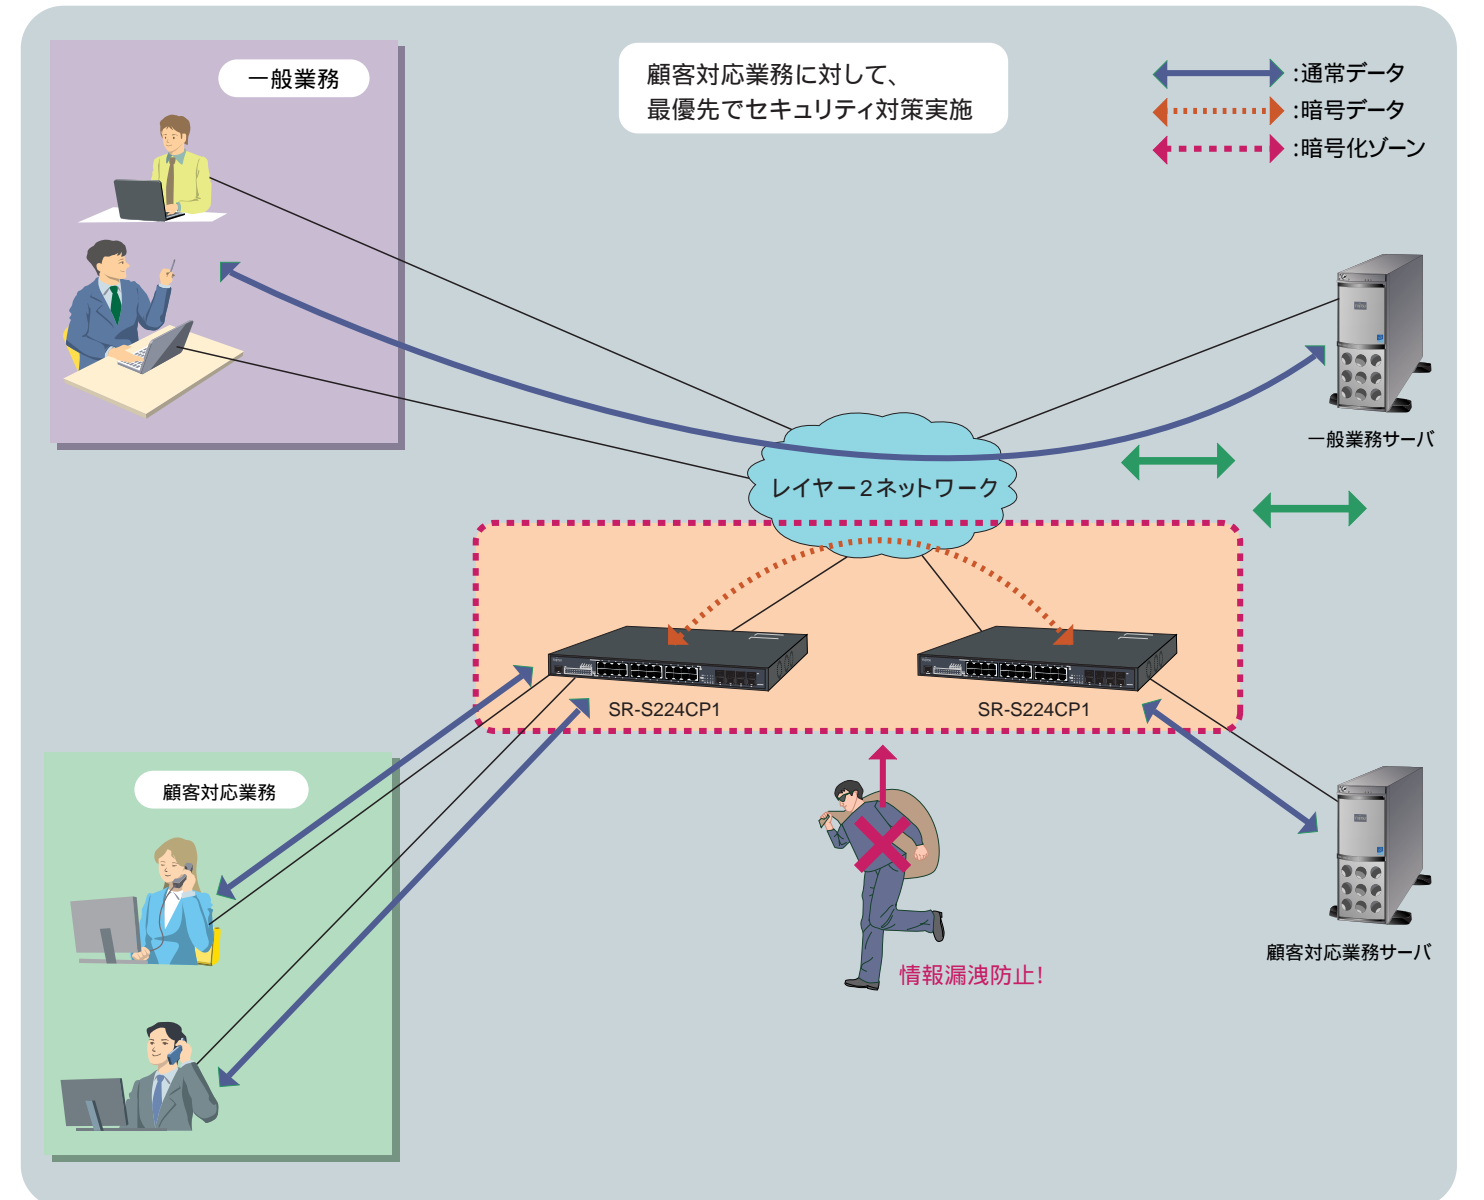 一般業務
顧客対応業務に対して、
最優先でセキュリティ対策実施
:通常データ
:暗号データ
:暗号化ゾーン
一般業務サーバ
レイヤー2ネットワーク
SR-S224CP1
SR-S224CP1
顧客対応業務
情報漏洩防止!
顧客対応業務サーバ